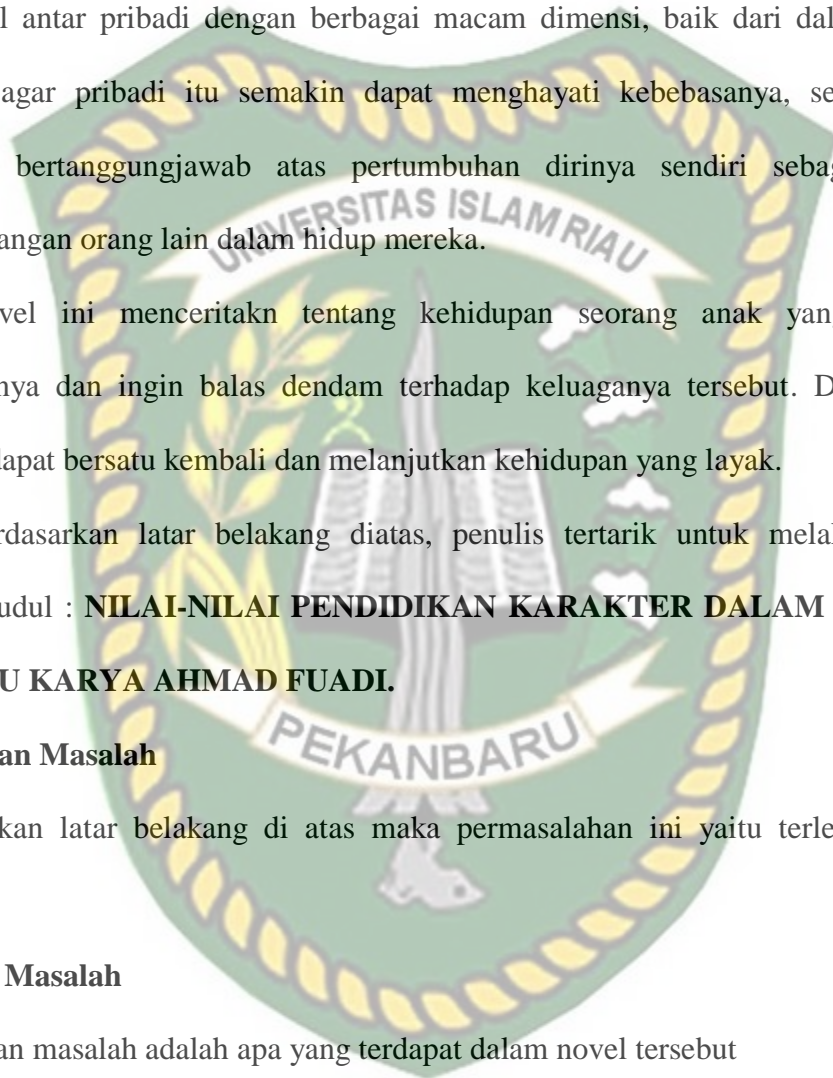 l antar pribadi dengan berbagai macam dimensi, baik dari dal
agar pribadi itu semakin dapat menghayati kebebasanya, se
bertanggungjawab atas pertumbuhan dirinya sendiri sebag
angan orang lain dalam hidup mereka.
UNIVERSITAS ISLAM RIAU
vel ini menceritakn tentang kehidupan seorang anak yan
nya dan ingin balas dendam terhadap keluaganya tersebut. D
dapat bersatu kembali dan melanjutkan kehidupan yang layak.
rdasarkan latar belakang diatas, penulis tertarik untuk mela
udul : NILAI-NILAI PENDIDIKAN KARAKTER DALAM
U KARYA AHMAD FUADI.
PEKANBARU
an Masalah
kan latar belakang di atas maka permasalahan ini yaitu terle
Masalah
an masalah adalah apa yang terdapat dalam novel tersebut